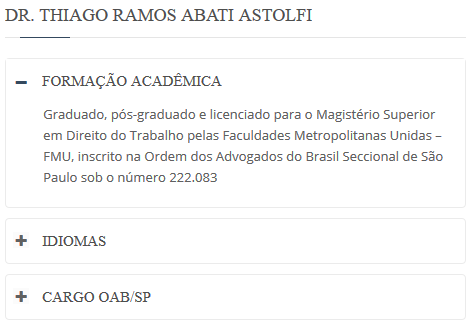 DR. THIAGO RAMOS ABATI ASTOLFI
FORMAÇÃO ACADÊMICA
Graduado, pós-graduado e licenciado para o Magistério Superior
em Direito do Trabalho pelas Faculdades Metropolitanas Unidas –
FMU, inscrito na Ordem dos Advogados do Brasil Seccional de São
Paulo sob o número 222.083
IDIOMAS
CARGO OAB/SP